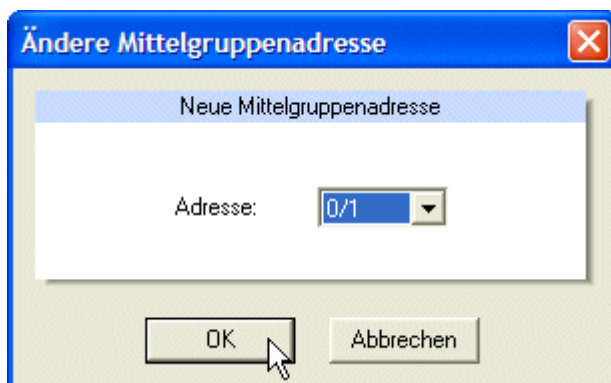 Ändere Mittelgruppenadresse
Neue Mittelgruppenadresse
Adresse: 0/1
OK Abbrechen